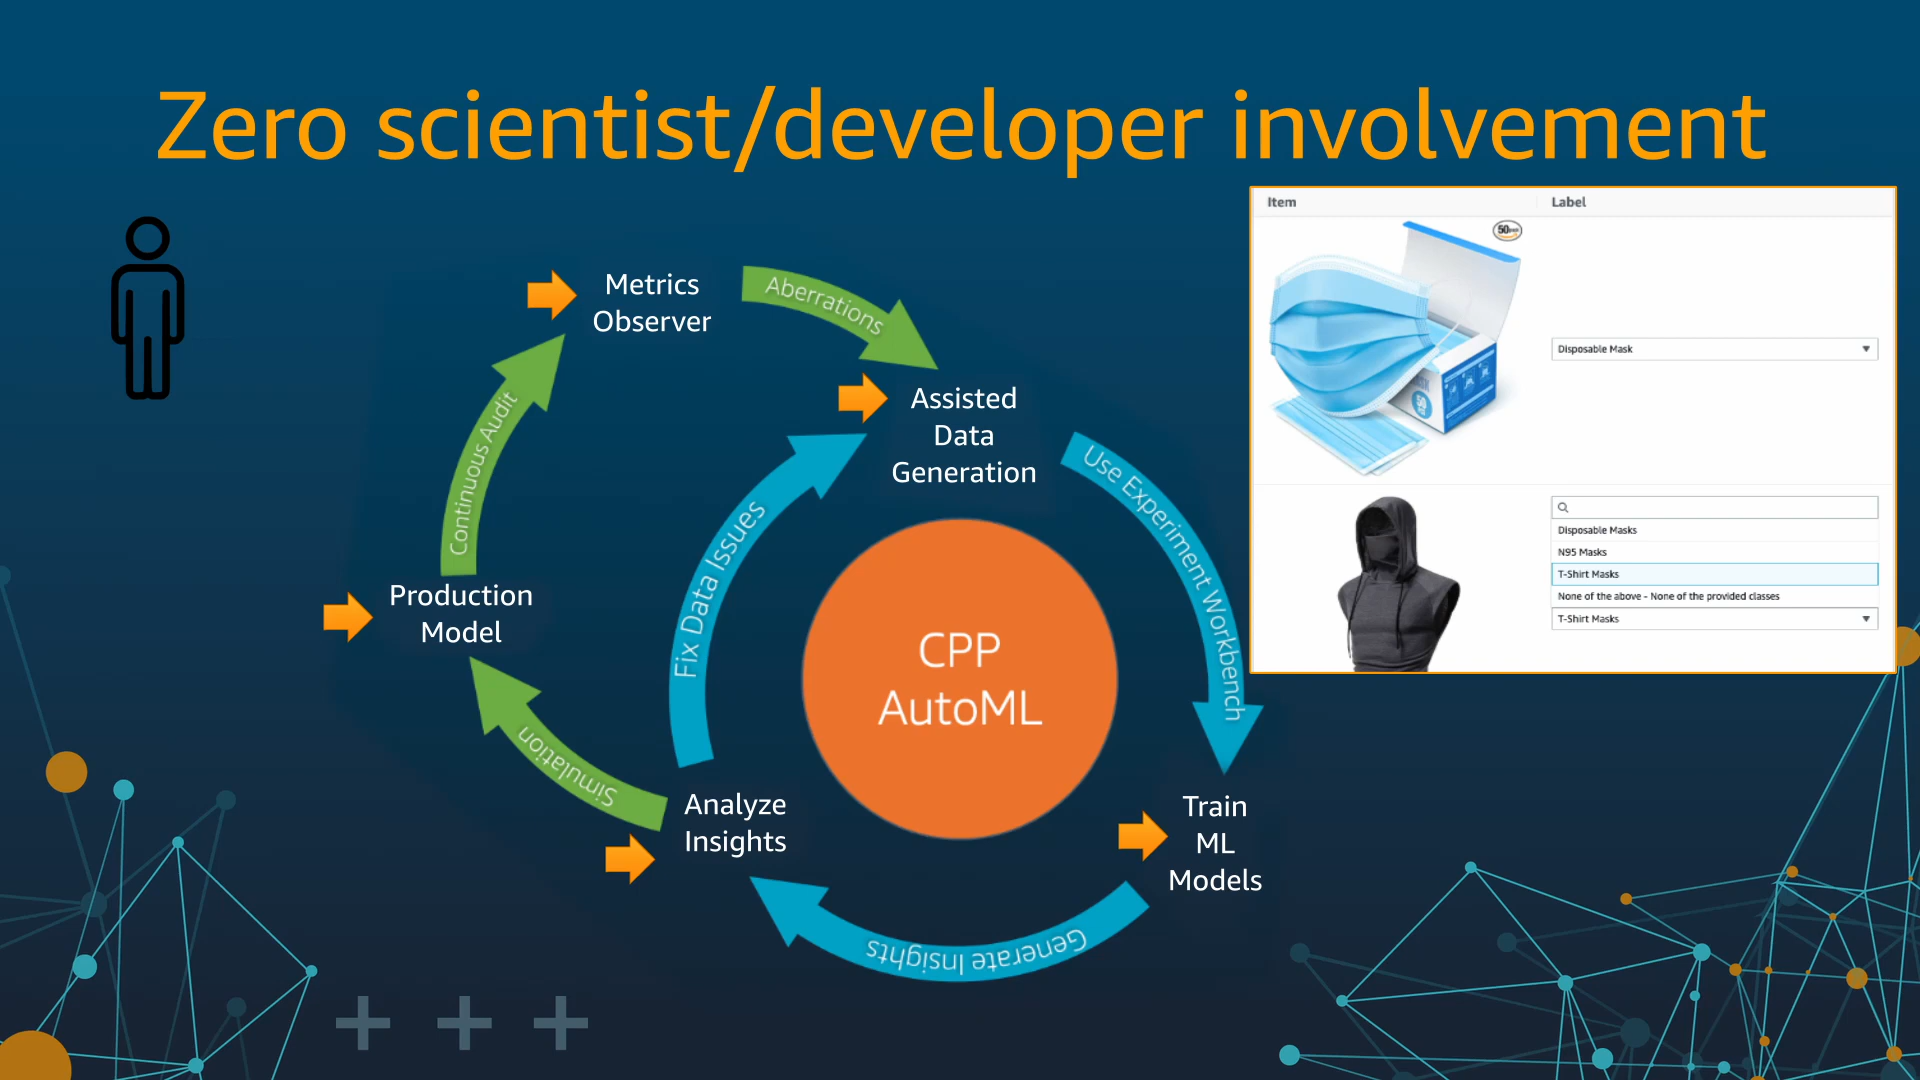 Zero scientist/developer involvement
Item
Label
50
Disposable Mask
Disposable Masks
N95 Masks
T-Shirt Masks
None of the above - None of the provided classes
T-Shirt Masks
Metrics
Observer
Aberrations
Assisted
Data
Generation
Continuous Audit
Use Experiment Workbench
Fix Data Issues
Production
Model
CPP
AutoML
Simulation
Analyze
Insights
Train
ML
Models
Generate Insights